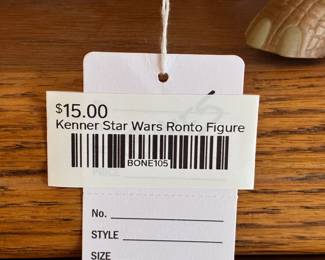 $15.00
Kenner Star Wars Ronto Figure
BONE105
No.
STYLE
SIZE